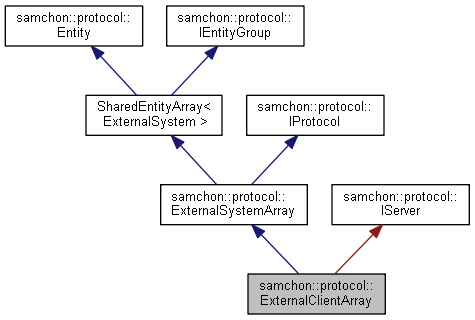 samchon::protocol::
Entity
samchon::protocol::
IEntityGroup
SharedEntityArray<
ExternalSystem >
samchon::protocol::
IProtocol
samchon::protocol::
ExternalSystemArray
samchon::protocol::
IServer
samchon::protocol::
ExternalClientArray